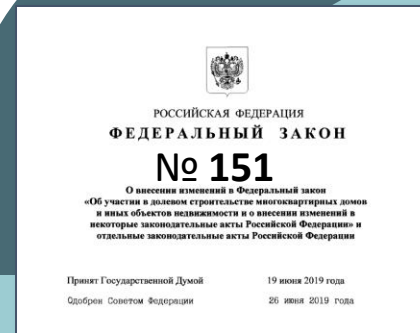 РОССИЙСКАЯ ФЕДЕРАЦИЯ
ФЕДЕРАЛЬНЫЙ ЗАКОН
№ 151
О внесении изменений в Федеральный закон
«Об участии в долевом строительстве многоквартирных домов
и иных объектов недвижимости и о внесении изменений в
некоторые законодательные акты Российской Федерации» и
отдельные законодательные акты Российской Федерации
Принят Государственной Думой 19 июня 2019 года
Одобрен Советом Федерации 26 июня 2019 года